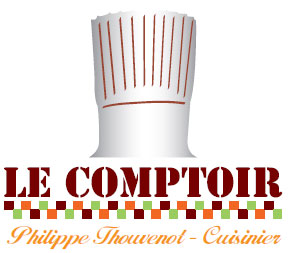 LE COMPTOIR
Philippe Thouvenot - Cuisinier